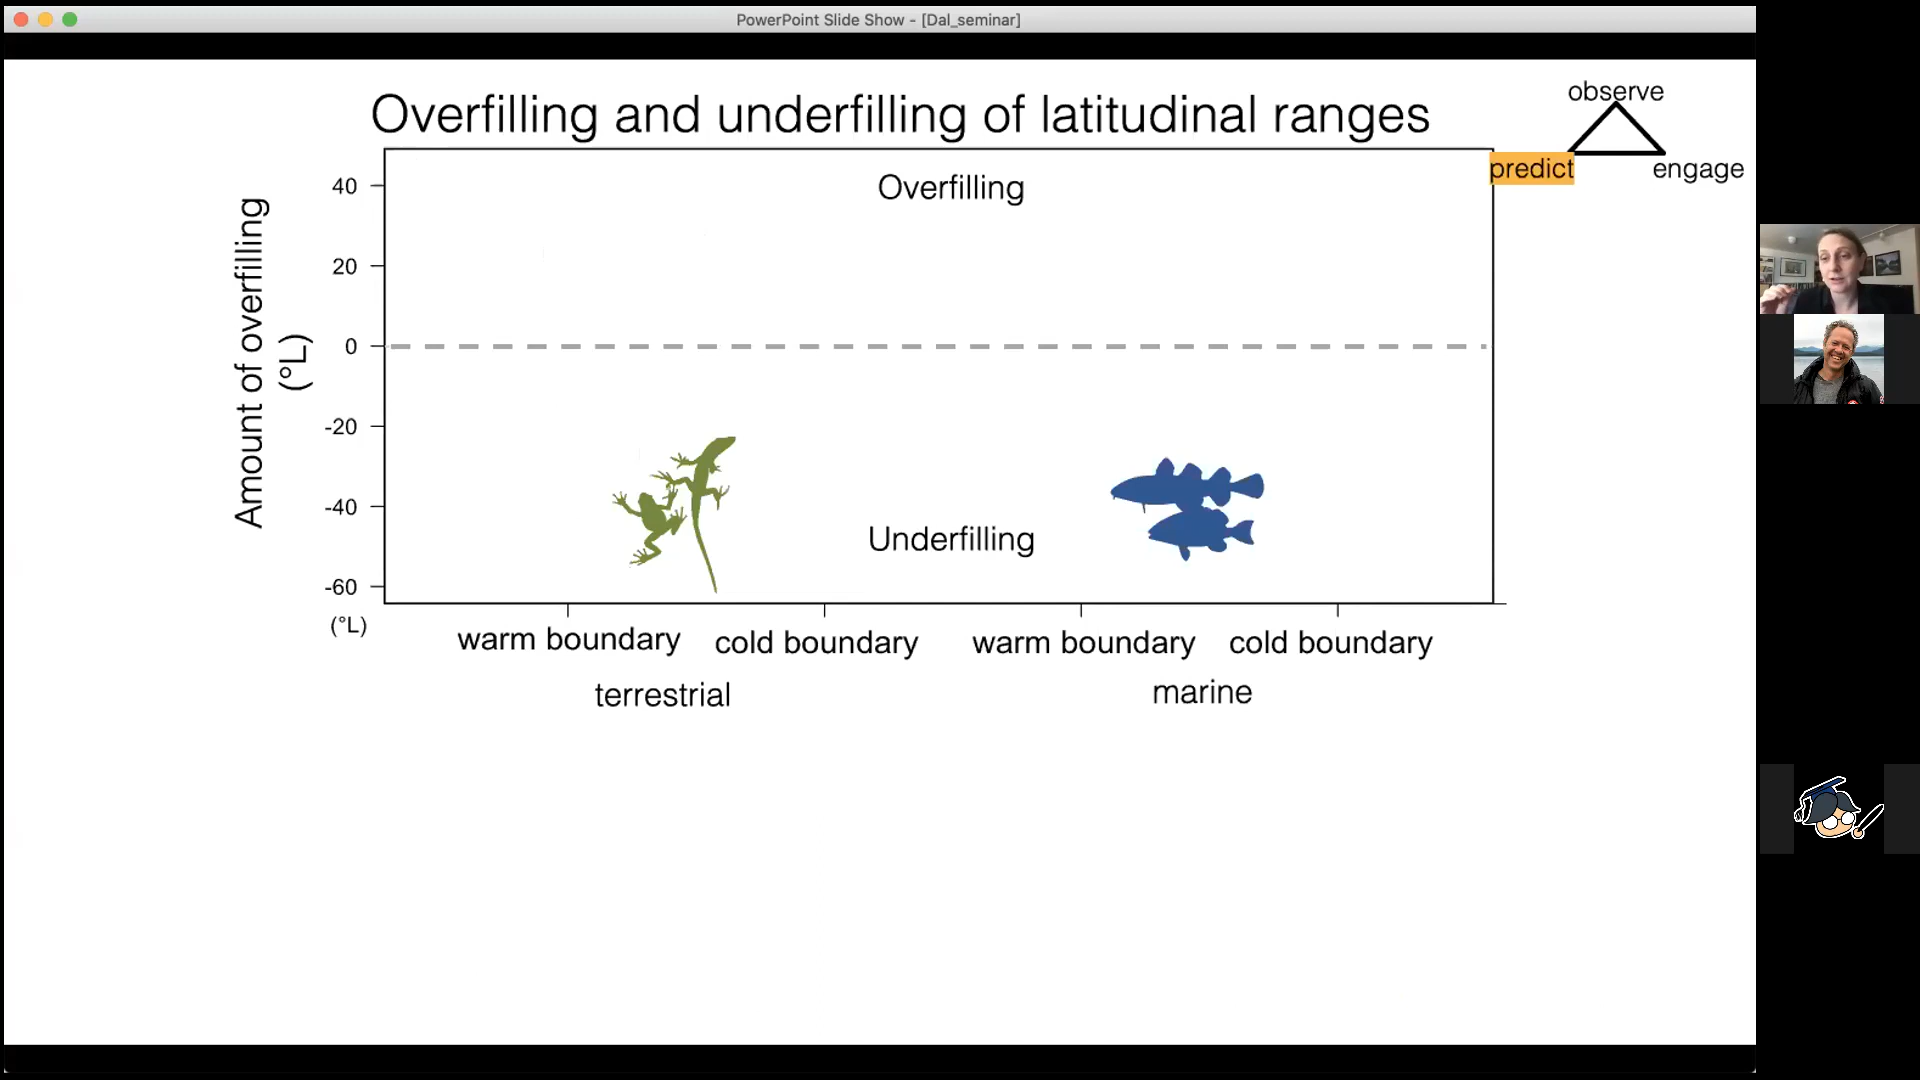 PowerPoint Slide Show - [Dal_seminar]
Overfilling and underfilling of latitudinal ranges
observe
predict
engage
Amount of overfilling
(°L)
40
20
0
-20
-40
-60
(°L)
Overfilling
Underfilling
warm boundary
cold boundary
warm boundary
cold boundary
terrestrial
marine